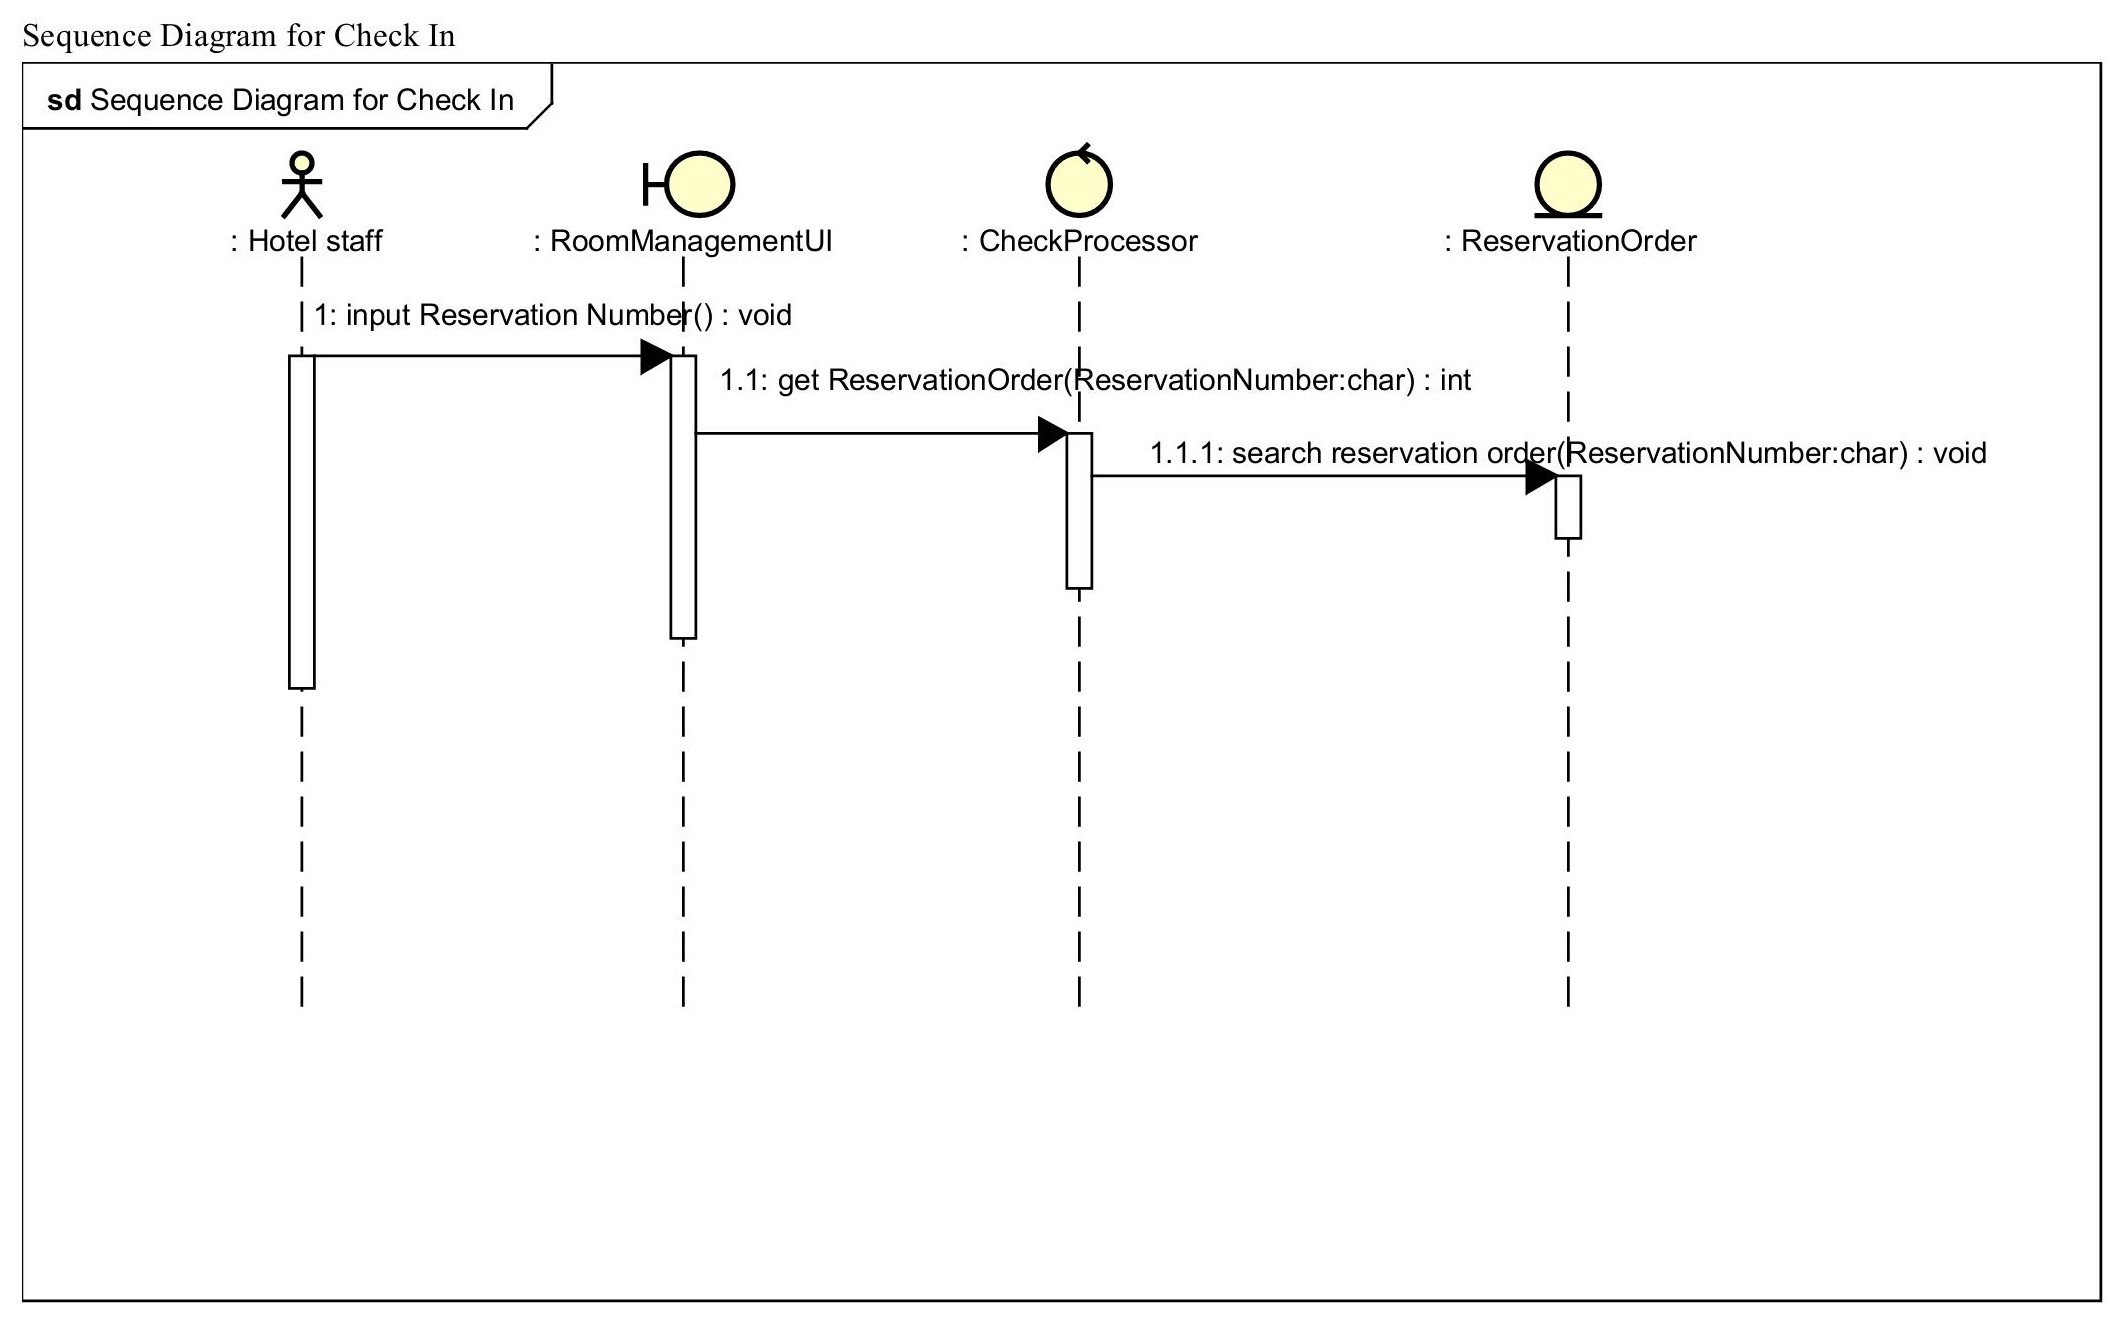 Sequence Diagram for Check In
sd Sequence Diagram for Check In
: Hotel staff
: RoomManagementUI
: CheckProcessor
: ReservationOrder
1: input Reservation Number() : void
1.1: get ReservationOrder(ReservationNumber:char) : int
1.1.1: search reservation order(ReservationNumber:char) : void